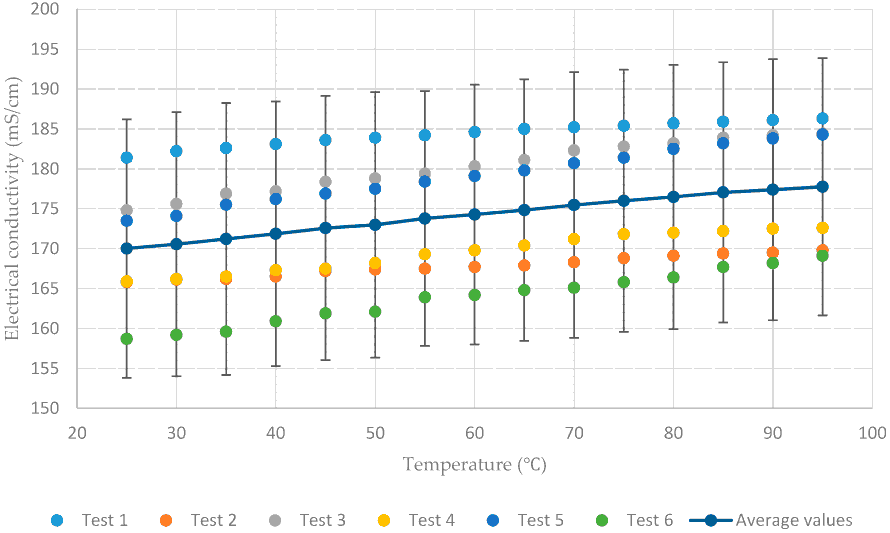 200
195
190
185
180
175
170
165
160
155
150
Electrical conductivity (mS/cm)
20 30 40 50 60 70 80 90 100
Temperature (℃)
Test 1 Test 2 Test 3 Test 4 Test 5 Test 6 Average values